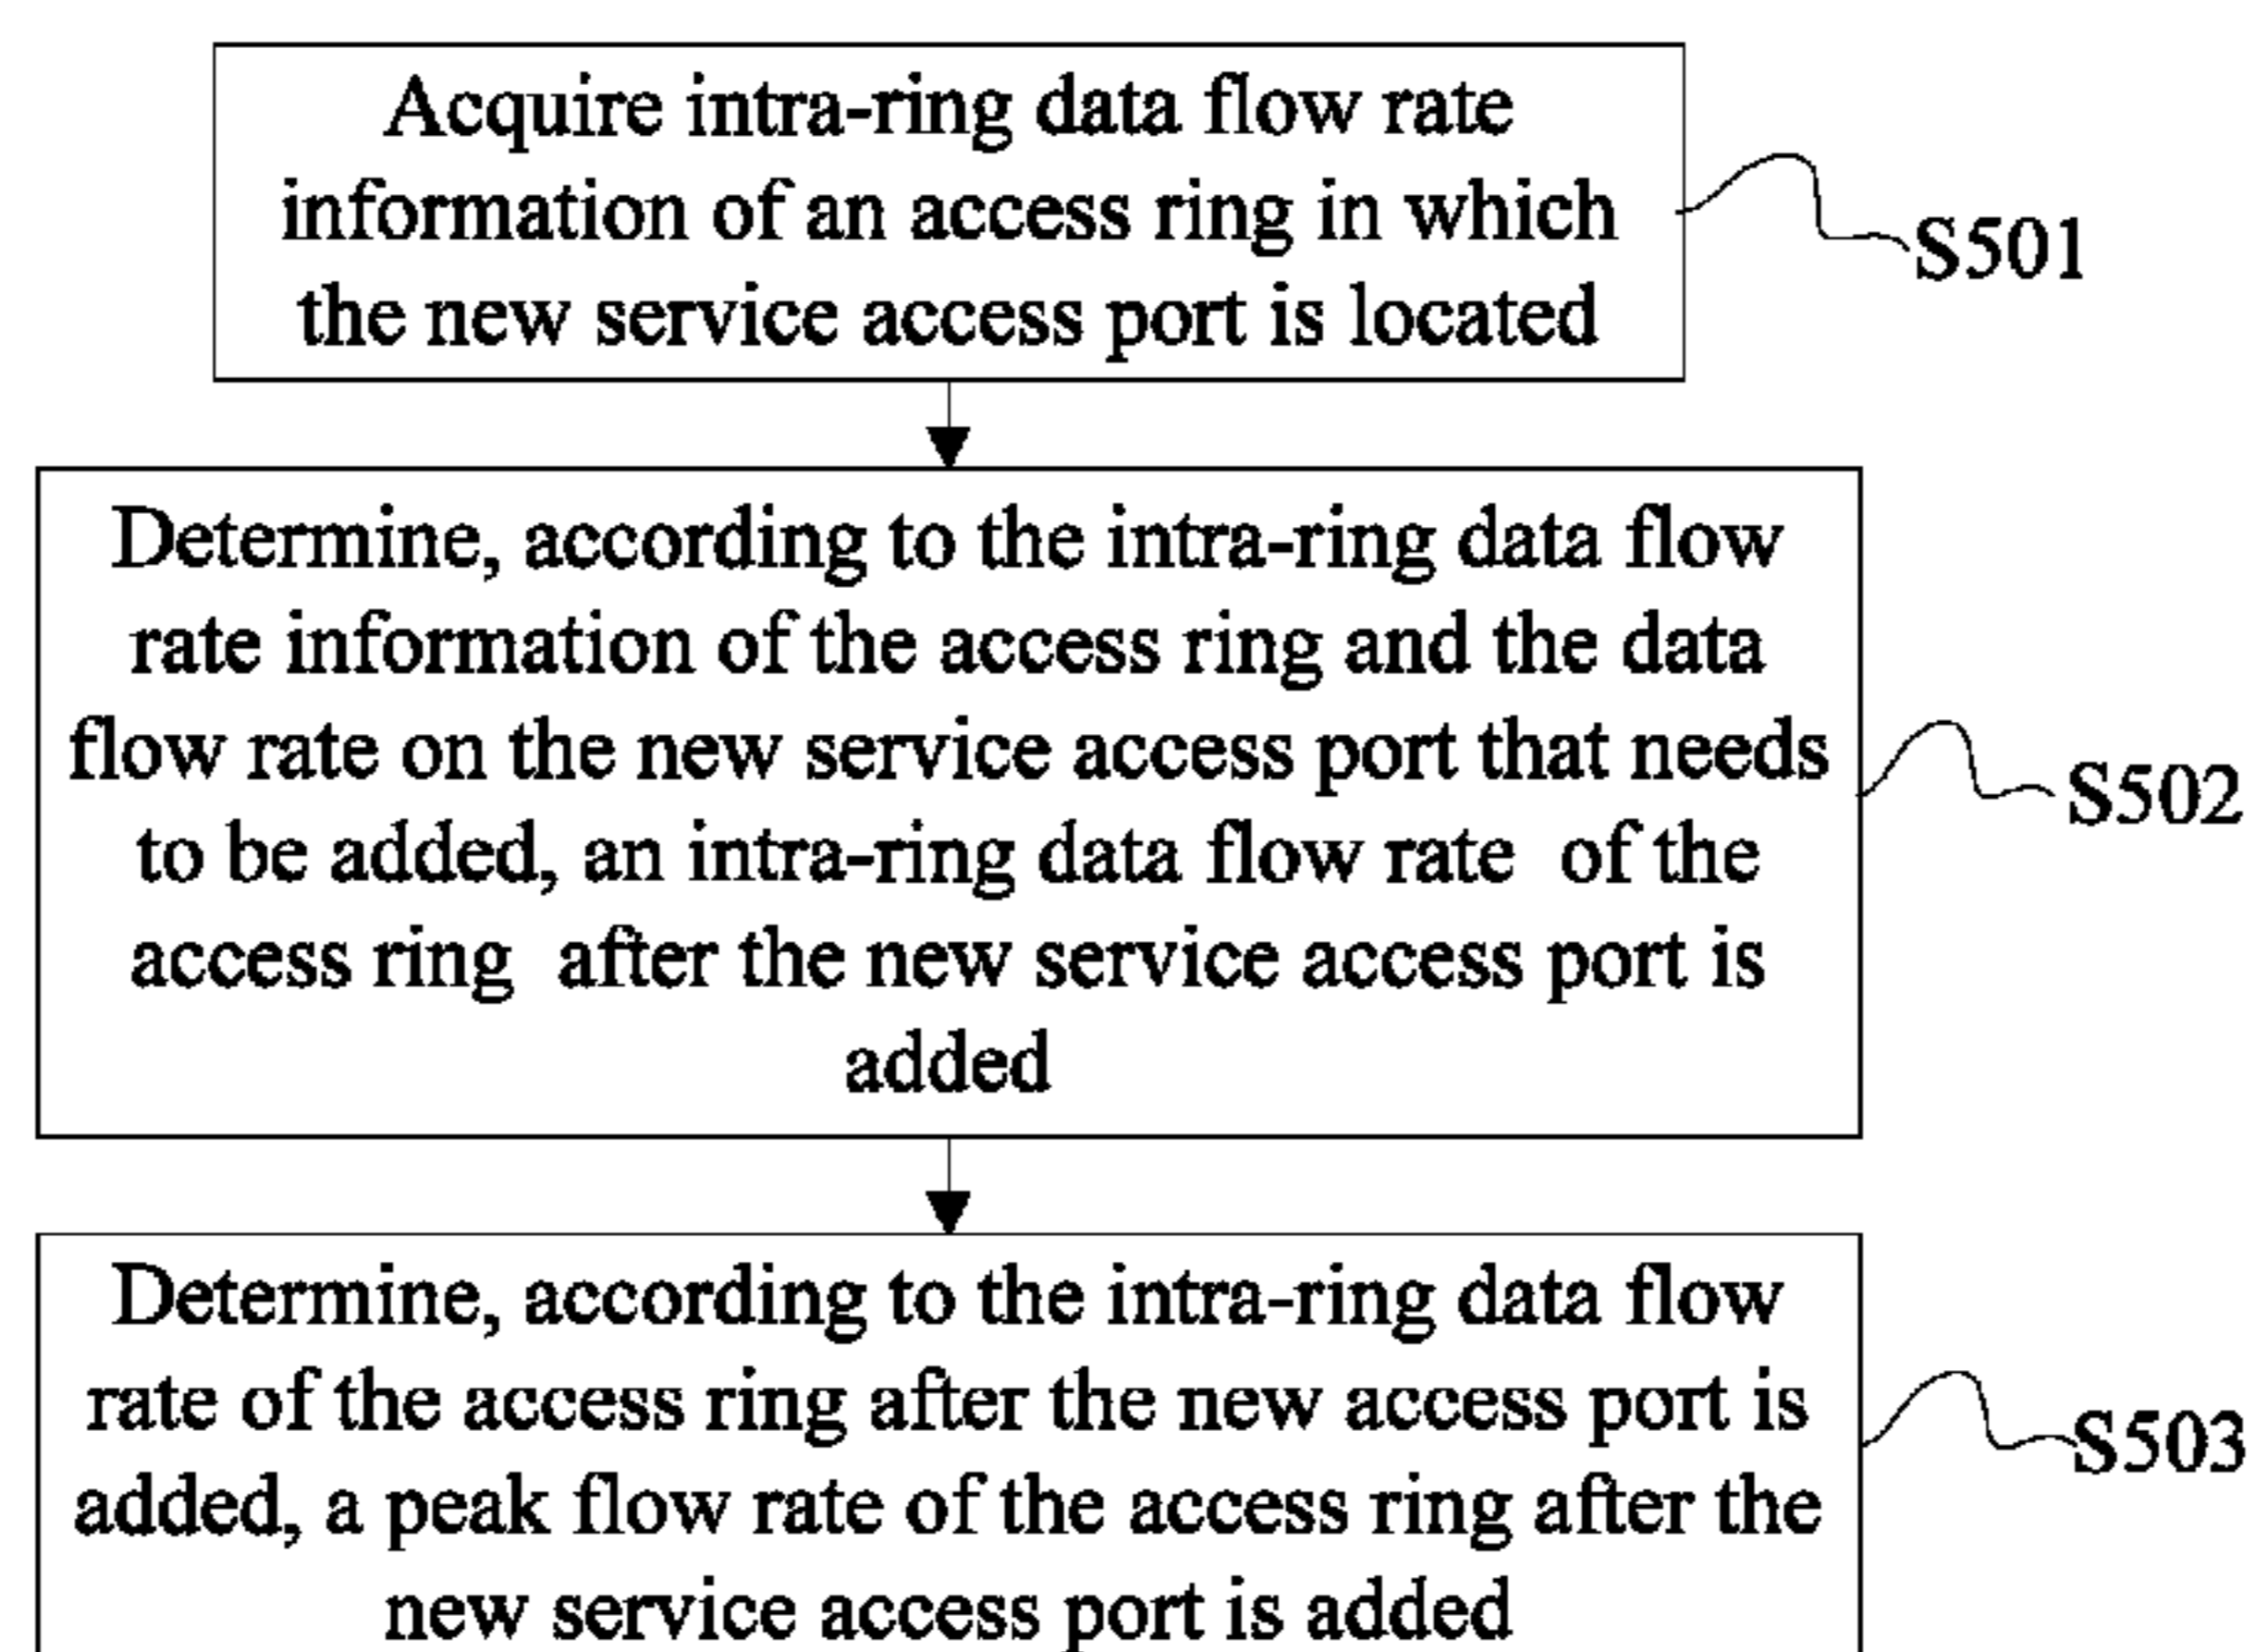 Acquire intra-ring data flow rate
information of an access ring in which
the new service access port is located
S501
Determine, according to the intra-ring data flow
rate information of the access ring and the data
flow rate on the new service access port that needs
to be added, an intra-ring data flow rate of the
access ring after the new service access port is
added
S502
Determine, according to the intra-ring data flow
rate of the access ring after the new access port is
added, a peak flow rate of the access ring after the
new service access port is added
S503